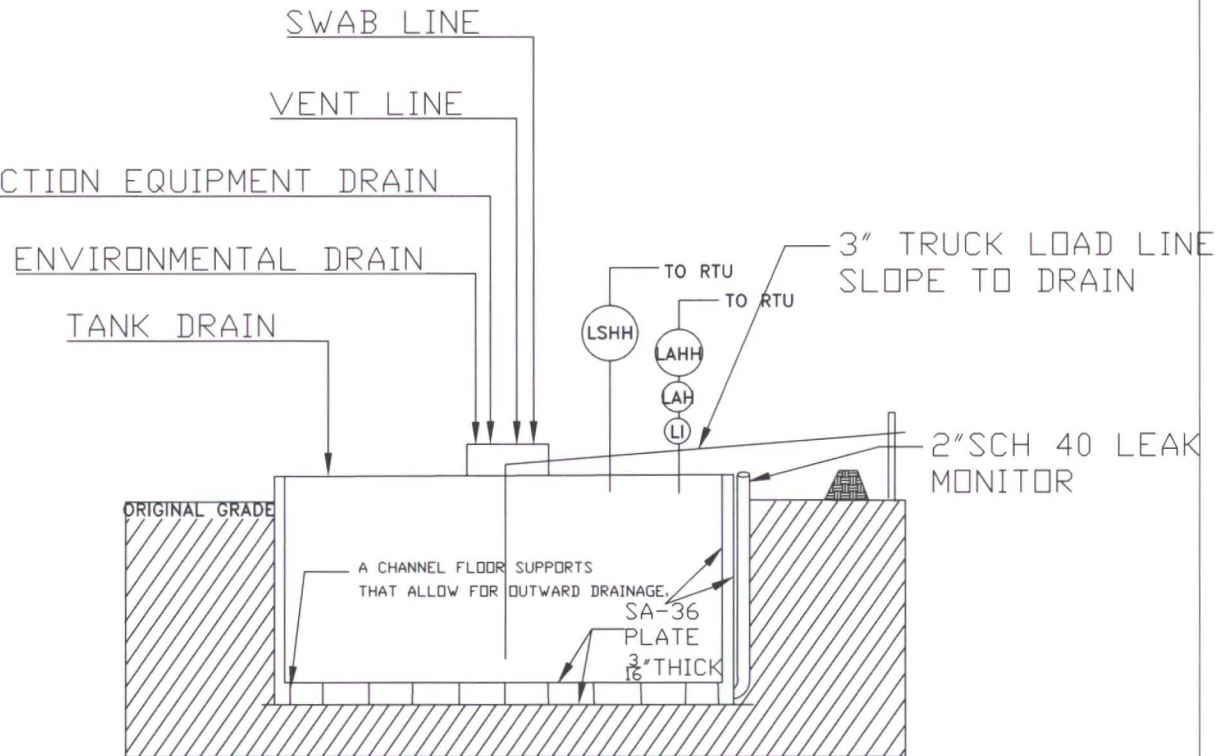 SWAB LINE
VENT LINE
CTION EQUIPMENT DRAIN
ENVIRONMENTAL DRAIN
TANK DRAIN
3" TRUCK LOAD LINE
SLOPE TO DRAIN
TO RTU
TO RTU
LSHH
LAHH
LAH
LI
2"SCH 40 LEAK
MONITOR
ORIGINAL GRADE
A CHANNEL FLOOR SUPPORTS
THAT ALLOW FOR OUTWARD DRAINAGE.
SA-36
PLATE
3/16"THICK